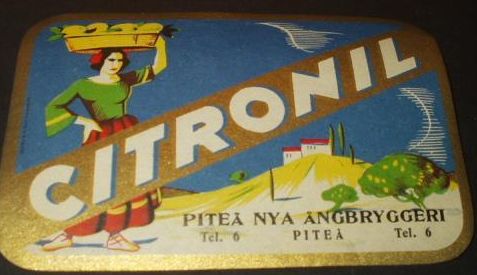 CITRONIL
PITEÅ NYA ÅNGBRYGGERI
Tel. 6 PITEÅ Tel. 6